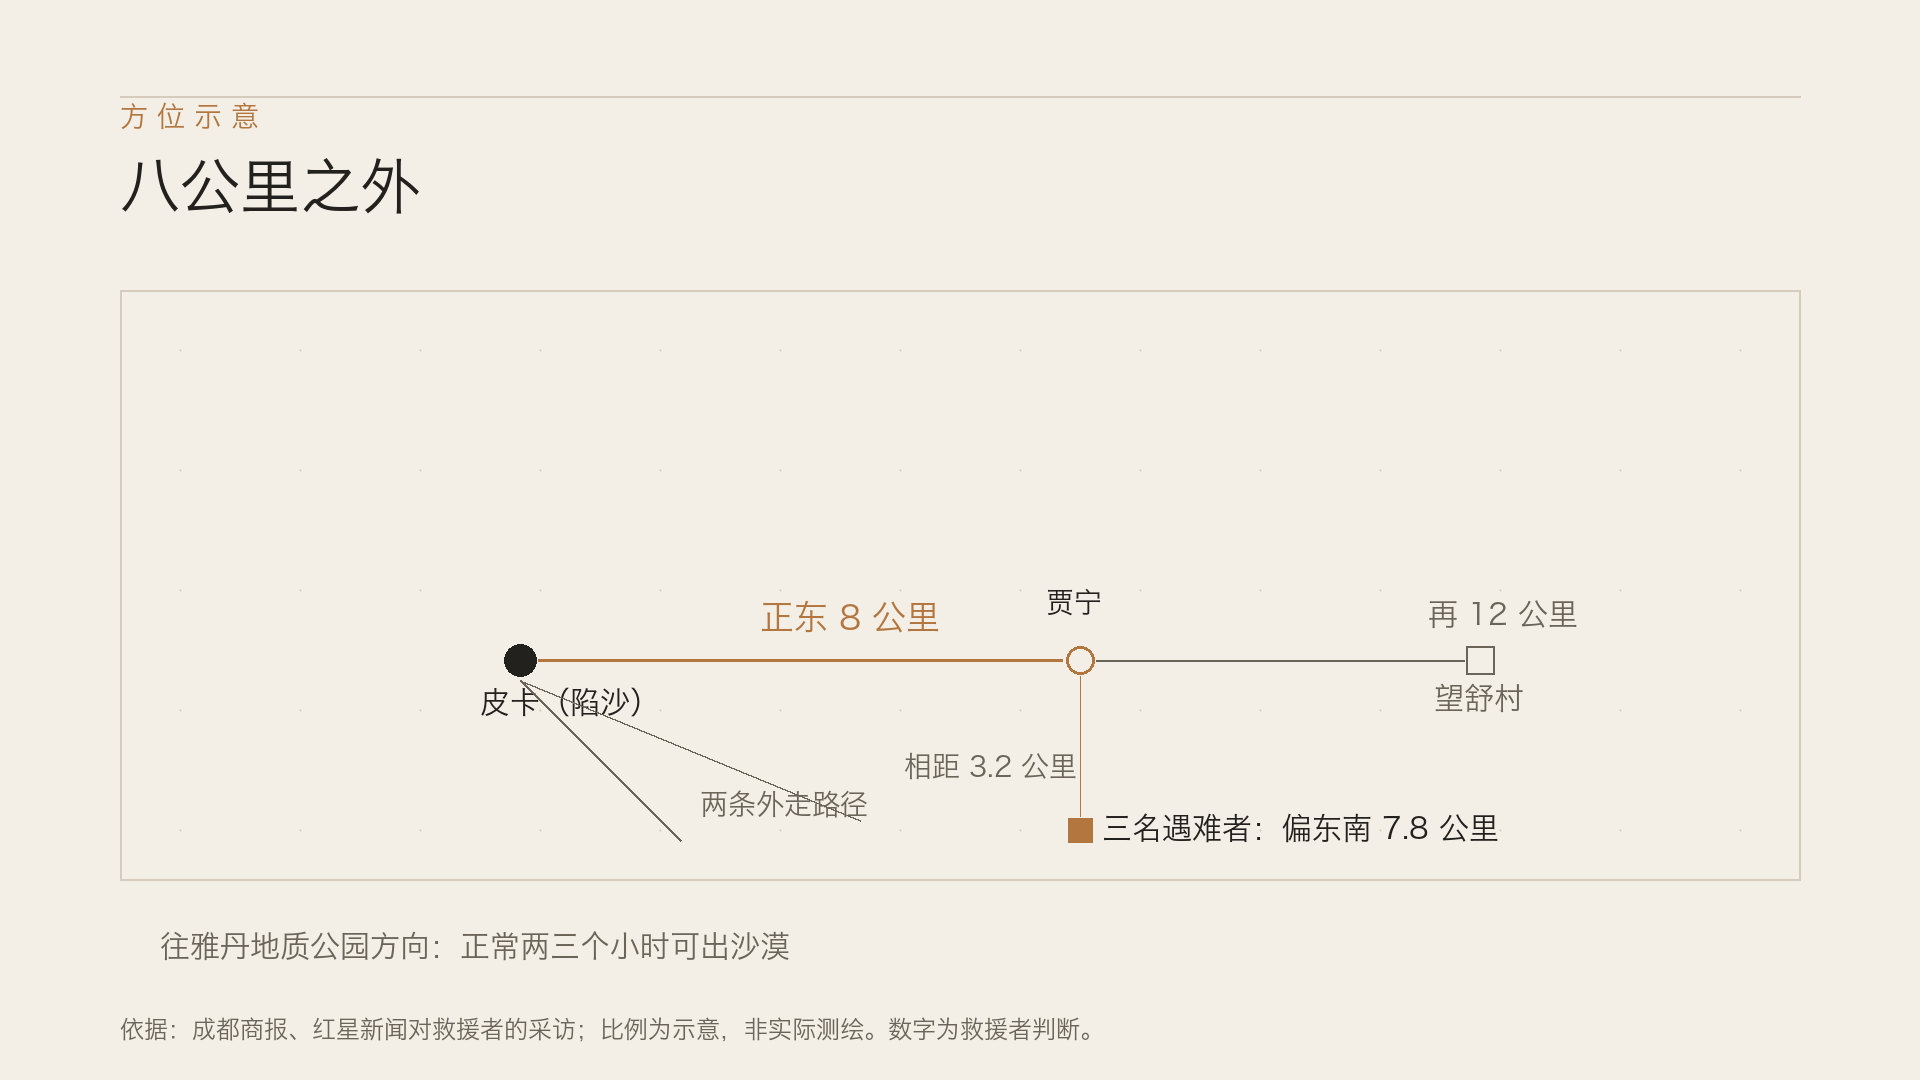 方位示意
八公里之外
正东 8 公里
贾宁
再 12 公里
皮卡（陷沙）
望舒村
相距 3.2 公里
两条外走路径
三名遇难者：偏东南 7.8 公里
往雅丹地质公园方向：正常两三个小时可出沙漠
依据：成都商报、红星新闻对救援者的采访；比例为示意，非实际测绘。数字为救援者判断。